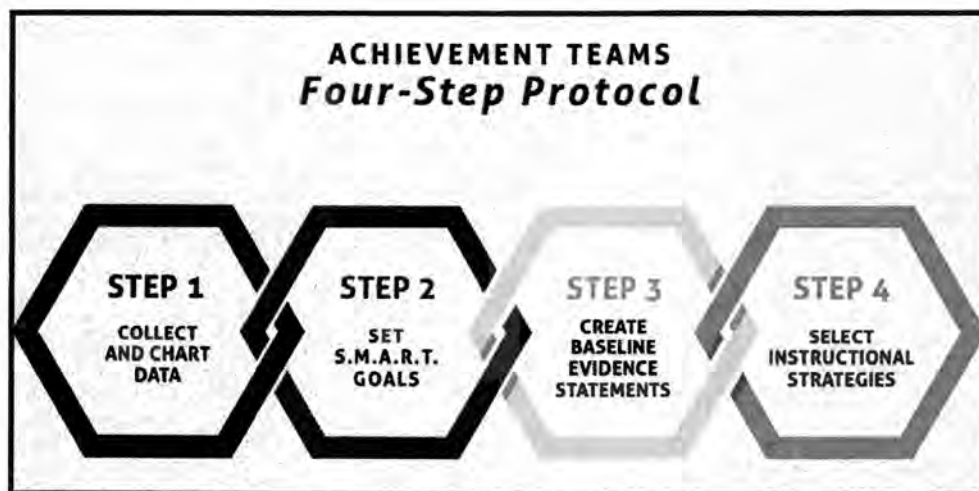 ACHIEVEMENT TEAMS
Four-Step Protocol
STEP 1
COLLECT
AND CHART
DATA
STEP 2
SET
S.M.A.R.T.
GOALS
STEP 3
CREATE
BASELINE
EVIDENCE
STATEMENTS
STEP 4
SELECT
INSTRUCTIONAL
STRATEGIES